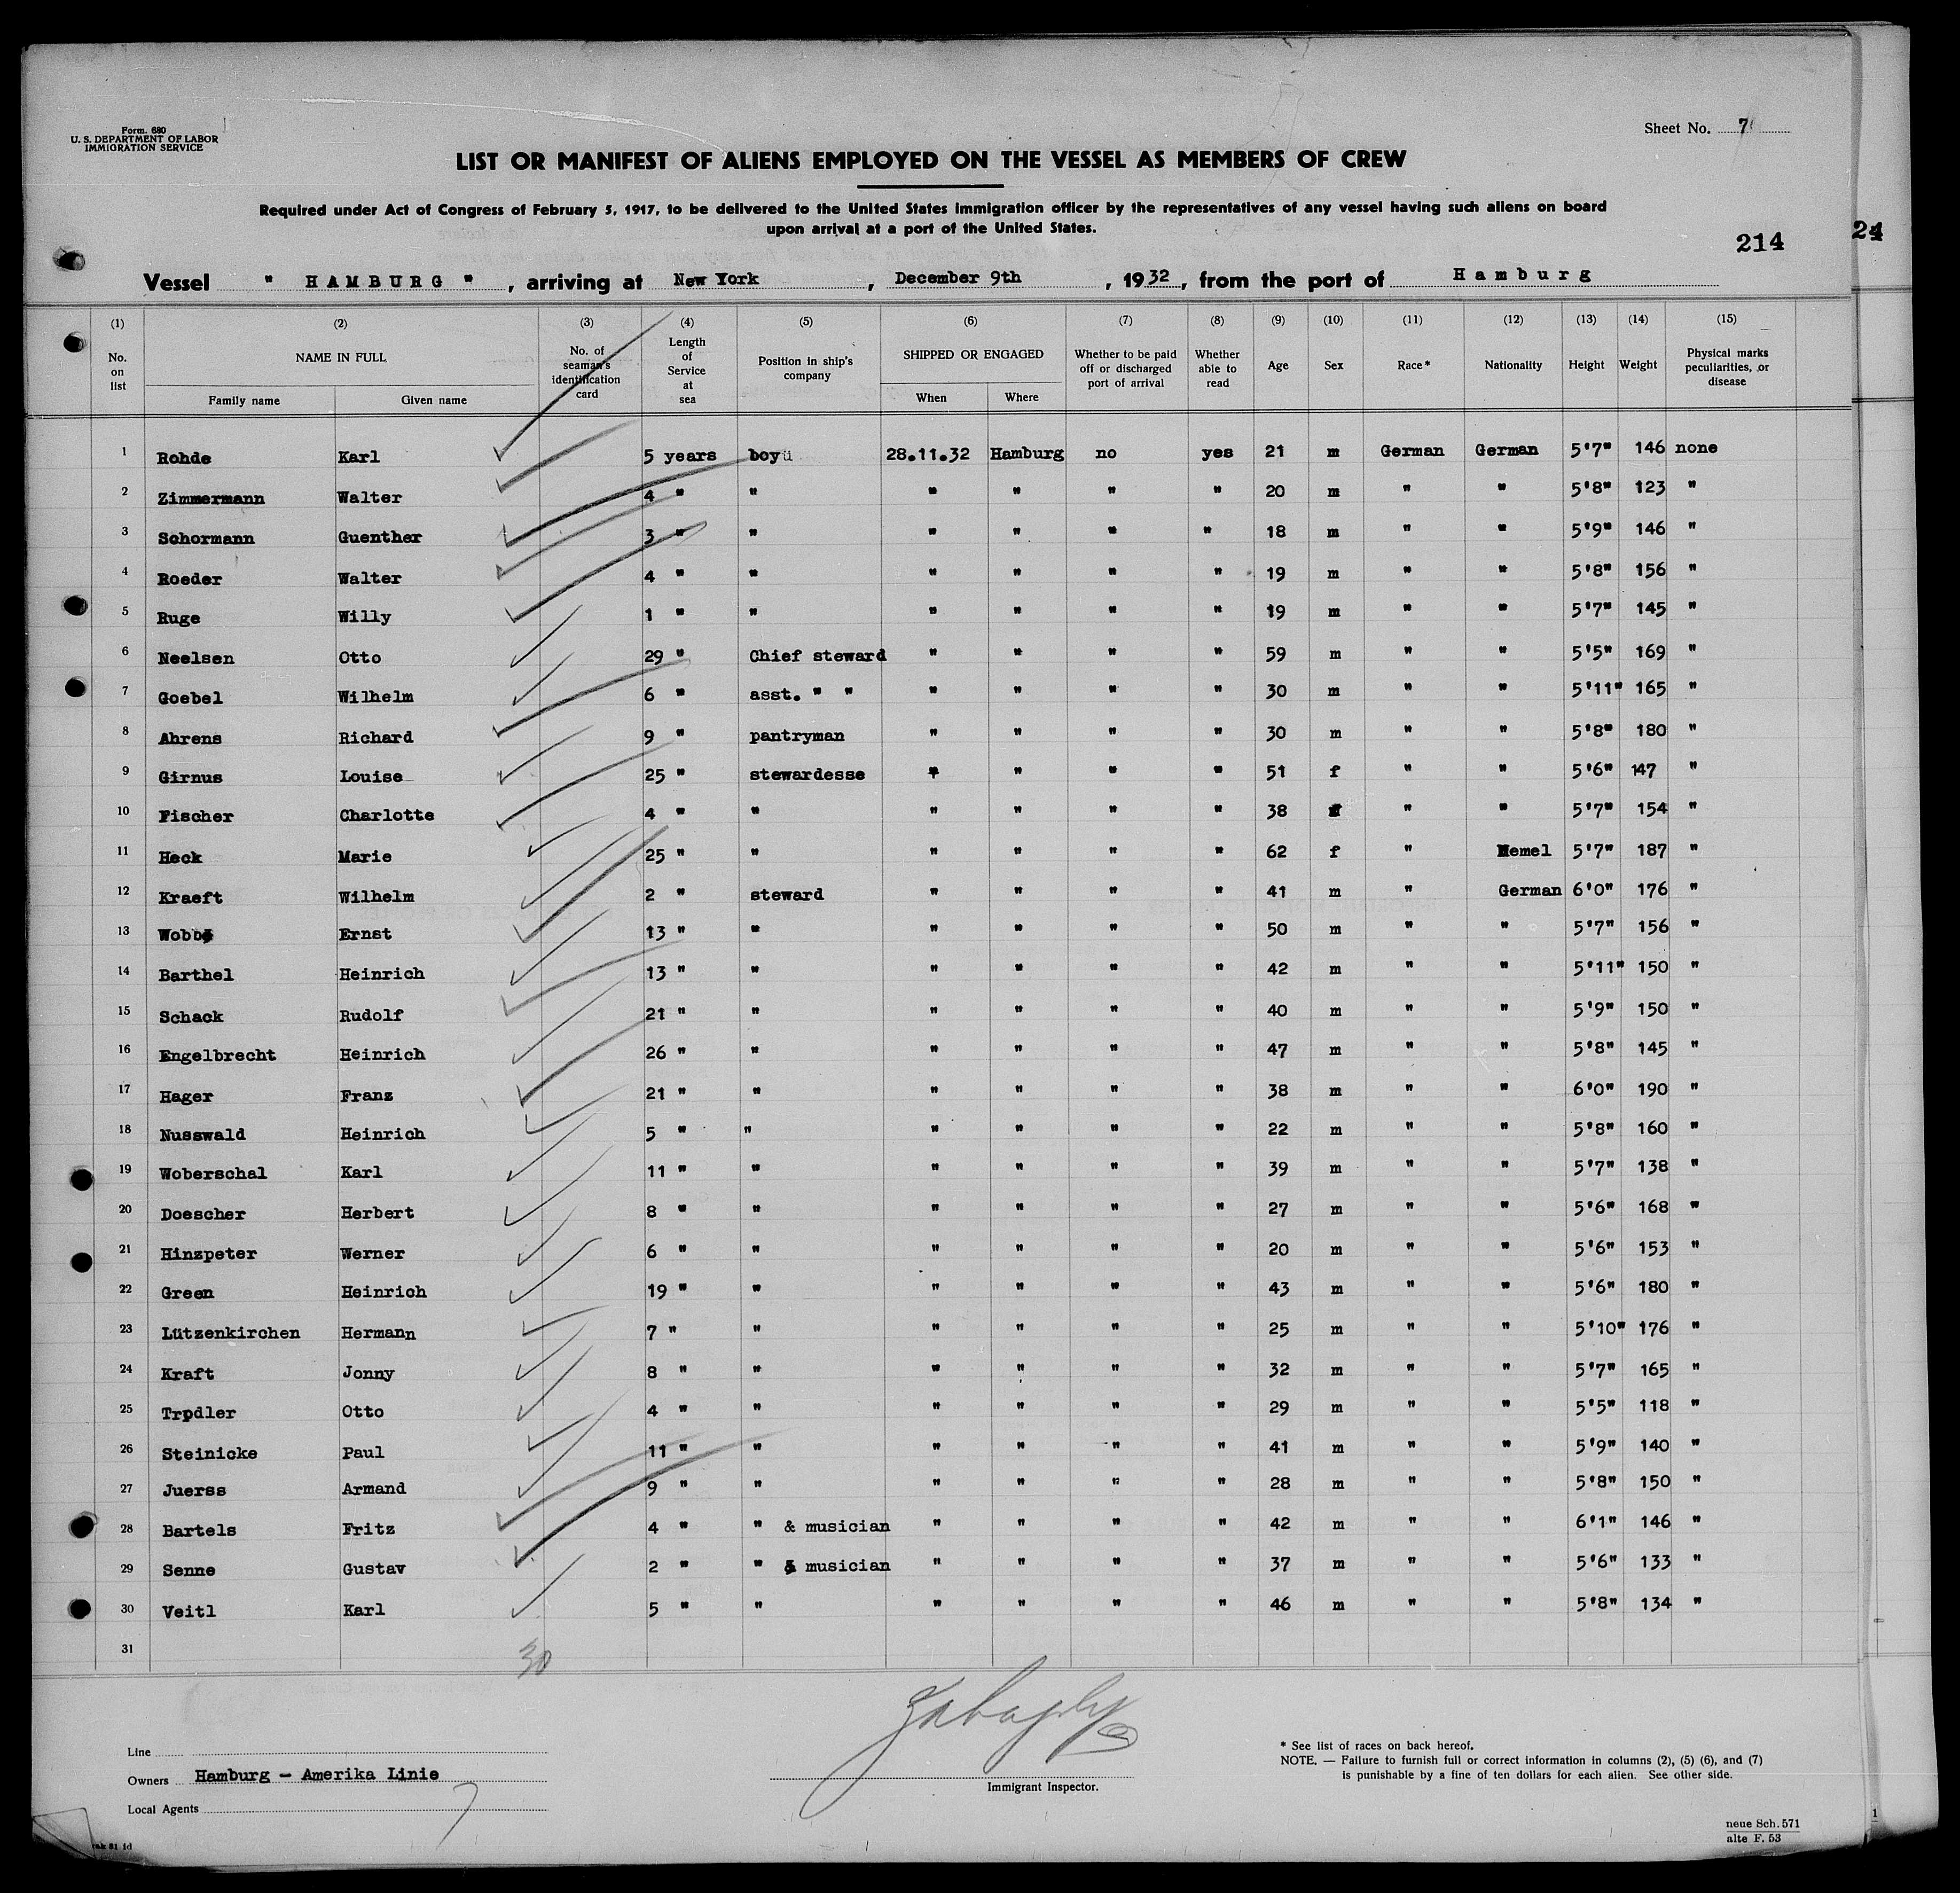 Form. 680
U. S. DEPARTMENT OF LABOR
IMMIGRATION SERVICE
Sheet No. 7
LIST OR MANIFEST OF ALIENS EMPLOYED ON THE VESSEL AS MEMBERS OF CREW
Required under Act of Congress of February 5, 1917, to be delivered to the United States Immigration officer by the representatives of any vessel having such aliens on board
upon arrival at a port of the United States.
214
24
Vessel " HAMBURG ", arriving at New York, December 9th, 1932, from the port of Hamburg
(1) (2) (3) (4) (5) (6) (7) (8) (9) (10) (11) (12) (13) (14) (15)
No. on list NAME IN FULL Family name Given name No. of seaman's identification card Length of Service at sea Position in ship's company SHIPPED OR ENGAGED When Where Whether to be paid off or discharged port of arrival Whether able to read Age Sex Race* Nationality Height Weight Physical marks peculiarities, or disease
1 Rohde Karl 5 years boy 28.11.32 Hamburg no yes 21 m German German 5'7" 146 none
2 Zimmermann Walter 4 " " " " " " 20 m " " 5'8" 123 "
3 Schormann Guenther 3 " " " " " " 18 m " " 5'9" 146 "
4 Roeder Walter 4 " " " " " " 19 m " " 5'8" 156 "
5 Ruge Willy 1 " " " " " " 19 m " " 5'7" 145 "
6 Neelsen Otto 29 " Chief steward " " " " 59 m " " 5'5" 169 "
7 Goebel Wilhelm 6 " asst. " " " " " " 30 m " " 5'11" 165 "
8 Ahrens Richard 9 " pantryman " " " " 30 m " " 5'8" 180 "
9 Girnus Louise 25 " stewardesse " " " " 51 f " " 5'6" 147 "
10 Fischer Charlotte 4 " " " " " " 38 f " " 5'7" 154 "
11 Heck Marie 25 " " " " " " 62 f " Memel 5'7" 187 "
12 Kraeft Wilhelm 2 " steward " " " " 41 m " German 6'0" 176 "
13 Ernst 13 " " " " " " 50 m " " 5'7" 156 "
14 Barthel Heinrich 13 " " " " " " 42 m " " 5'11" 150 "
15 Schack Rudolf 21 " " " " " " 40 m " " 5'9" 150 "
16 Engelbrecht Heinrich 26 " " " " " " 47 m " " 5'8" 145 "
17 Hager Franz 21 " " " " " " 38 m " " 6'0" 190 "
18 Nusswald Heinrich 5 " " " " " " 22 m " " 5'8" 160 "
19 Woberschal Karl 11 " " " " " " 39 m " " 5'7" 138 "
20 Doescher Herbert 8 " " " " " " 27 m " " 5'6" 168 "
21 Hinzpeter Werner 6 " " " " " " 20 m " " 5'6" 153 "
22 Green Heinrich 19 " " " " " " 43 m " " 5'6" 180 "
23 Lützenkirchen Hermann 7 " " " " " " 25 m " " 5'10" 176 "
24 Kraft Jonny 8 " " " " " " 32 m " " 5'7" 165 "
25 Trpdler Otto 4 " " " " " " 29 m " " 5'5" 118 "
26 Steinicke Paul 11 " " " " " " 41 m " " 5'9" 140 "
27 Juerss Armand 9 " " " " " " 28 m " " 5'8" 150 "
28 Bartels Fritz 4 " " & musician " " " " 42 m " " 6'1" 146 "
29 Senne Gustav 2 " " & musician " " " " 37 m " " 5'6" 133 "
30 Veitl Karl 5 " " " " " " 46 m " " 5'8" 134 "
31
30
Line
Owners Hamburg - Amerika Linie
Local Agents
7
Immigrant Inspector.
* See list of races on back hereof.
NOTE. — Failure to furnish full or correct information in columns (2), (5) (6), and (7)
is punishable by a fine of ten dollars for each alien. See other side.
neue Sch. 571
alte F. 53